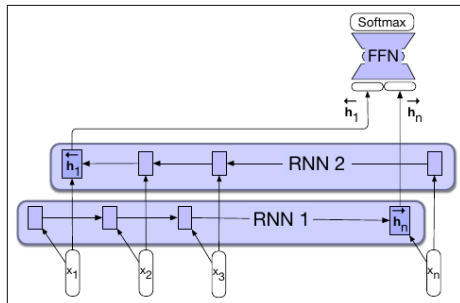 Softmax
FFN
←h₁ →hₙ
←h₁ RNN 2
RNN 1 →hₙ
x₁ x₂ x₃ xₙ